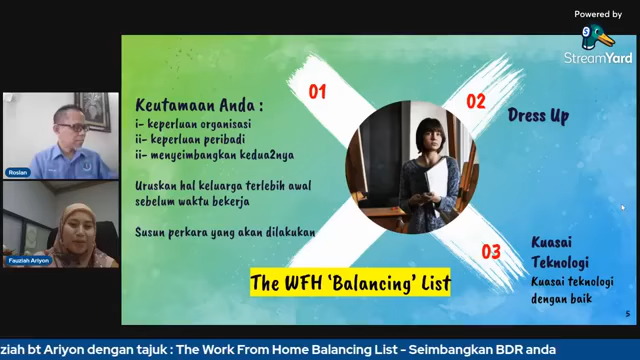 Powered by
StreamYard
01
Keutamaan Anda :
i- keperluan organisasi
ii- keperluan peribadi
ii- menyeimbangkan kedua2nya
Uruskan hal keluarga terlebih awal
sebelum waktu bekerja
Susun perkara yang akan dilakukan
02
Dress Up
03
Kuasai
Teknologi
Kuasai teknologi
dengan baik
The WFH 'Balancing' List
5
Roslan
Fauziah Ariyon
ziah bt Ariyon dengan tajuk : The Work From Home Balancing List - Seimbangkan BDR anda